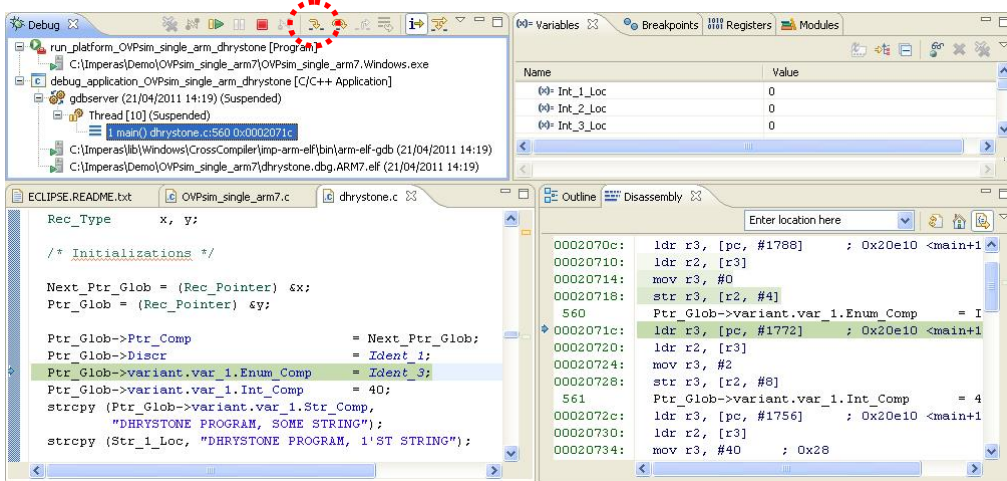 Debug
run_platform_OVPsim_single_arm_dhrystone [Program]
C:\Imperas\Demo\OVPsim_single_arm7\OVPsim_single_arm7.Windows.exe
debug_application_OVPsim_single_arm_dhrystone [C/C++ Application]
gdbserver (21/04/2011 14:19) (Suspended)
Thread [10] (Suspended)
1 main() dhrystone.c:560 0x0002071c
C:\Imperas\lib\Windows\CrossCompiler\imp-arm-elf\bin\arm-elf-gdb (21/04/2011 14:19)
C:\Imperas\Demo\OVPsim_single_arm7\dhrystone.dbg.ARM7.elf (21/04/2011 14:19)
(x)= Variables Breakpoints 1010 0101 Registers Modules
Name Value
(x)= Int_1_Loc 0
(x)= Int_2_Loc 0
(x)= Int_3_Loc 0
ECLIPSE.README.txt OVPsim_single_arm7.c dhrystone.c
Rec_Type x, y;
/* Initializations */
Next_Ptr_Glob = (Rec_Pointer) &x;
Ptr_Glob = (Rec_Pointer) &y;
Ptr_Glob->Ptr_Comp = Next_Ptr_Glob;
Ptr_Glob->Discr = Ident_1;
Ptr_Glob->variant.var_1.Enum_Comp = Ident_3;
Ptr_Glob->variant.var_1.Int_Comp = 40;
strcpy (Ptr_Glob->variant.var_1.Str_Comp,
"DHRYSTONE PROGRAM, SOME STRING");
strcpy (Str_1_Loc, "DHRYSTONE PROGRAM, 1'ST STRING");
Outline Disassembly
Enter location here
0002070c: ldr r3, [pc, #1788] ; 0x20e10 <main+1
00020710: ldr r2, [r3]
00020714: mov r3, #0
00020718: str r3, [r2, #4]
560 Ptr_Glob->variant.var_1.Enum_Comp = I
0002071c: ldr r3, [pc, #1772] ; 0x20e10 <main+1
00020720: ldr r2, [r3]
00020724: mov r3, #2
00020728: str r3, [r2, #8]
561 Ptr_Glob->variant.var_1.Int_Comp = 4
0002072c: ldr r3, [pc, #1756] ; 0x20e10 <main+1
00020730: ldr r2, [r3]
00020734: mov r3, #40 ; 0x28